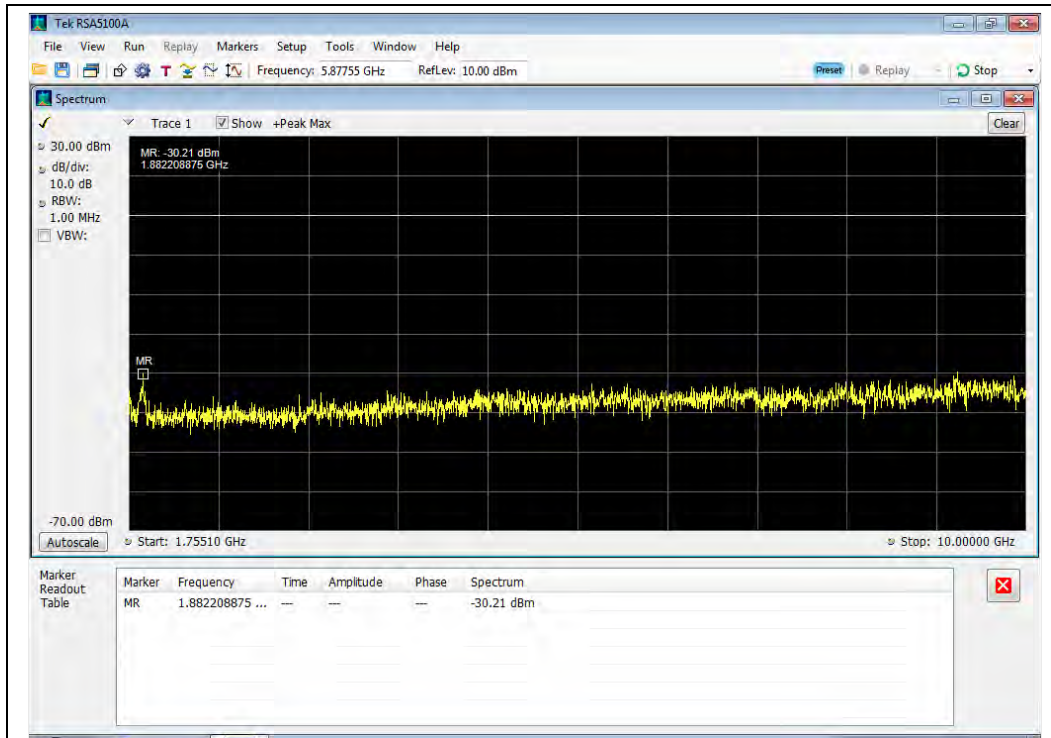 Tek RSA5100A
File View Run Replay Markers Setup Tools Window Help
T Frequency: 5.87755 GHz RefLev: 10.00 dBm Preset Replay Stop
Spectrum
Trace 1 Show +Peak Max Clear
30.00 dBm
dB/div:
10.0 dB
RBW:
1.00 MHz
VBW:
MR: -30.21 dBm
1.882208875 GHz
MR
-70.00 dBm
Autoscale Start: 1.75510 GHz Stop: 10.00000 GHz
Marker
Readout
Table
Marker Frequency Time Amplitude Phase Spectrum
MR 1.882208875 ... --- --- --- -30.21 dBm